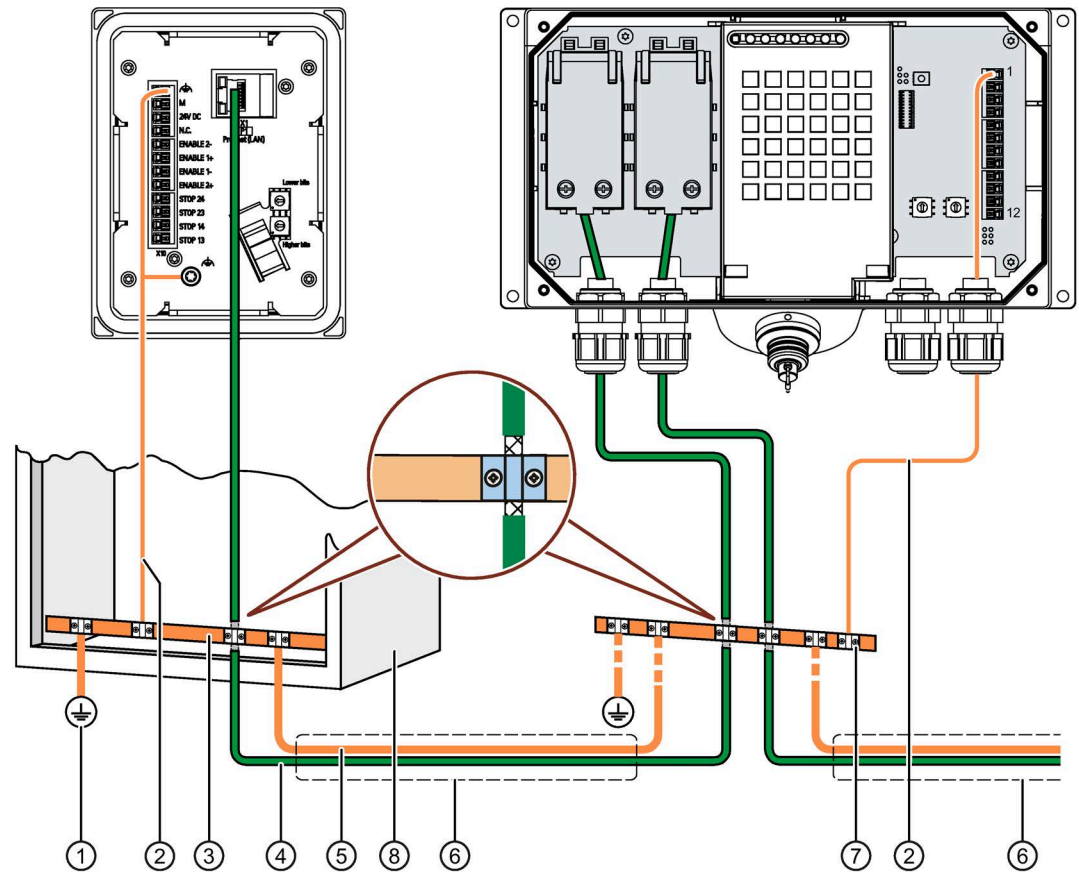 M
24V DC
N.C.
ENABLE 2-
ENABLE 1+
ENABLE 1-
ENABLE 2+
STOP 24
STOP 23
STOP 14
STOP 13
X10
X1
(LAN)
Lower bits
Higher bits
1
12
1 2 3 4 5 8 6 7 2 6